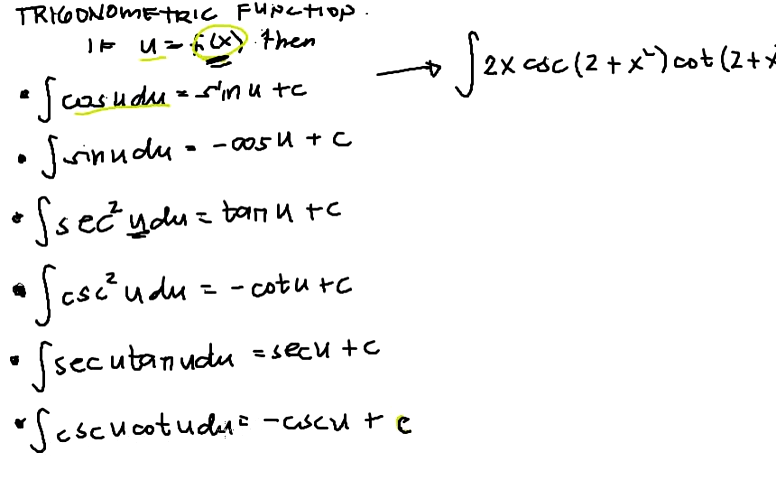 TRIGONOMETRIC FUNCTION.
IF u = f(x) then
• ∫ cos u du = sin u + c
• ∫ sin u du = -cos u + c
• ∫ sec² u du = tan u + c
• ∫ csc² u du = -cot u + c
• ∫ sec u tan u du = sec u + c
• ∫ csc u cot u du = -csc u + c
→ ∫ 2x csc (2 + x²) cot (2 + x